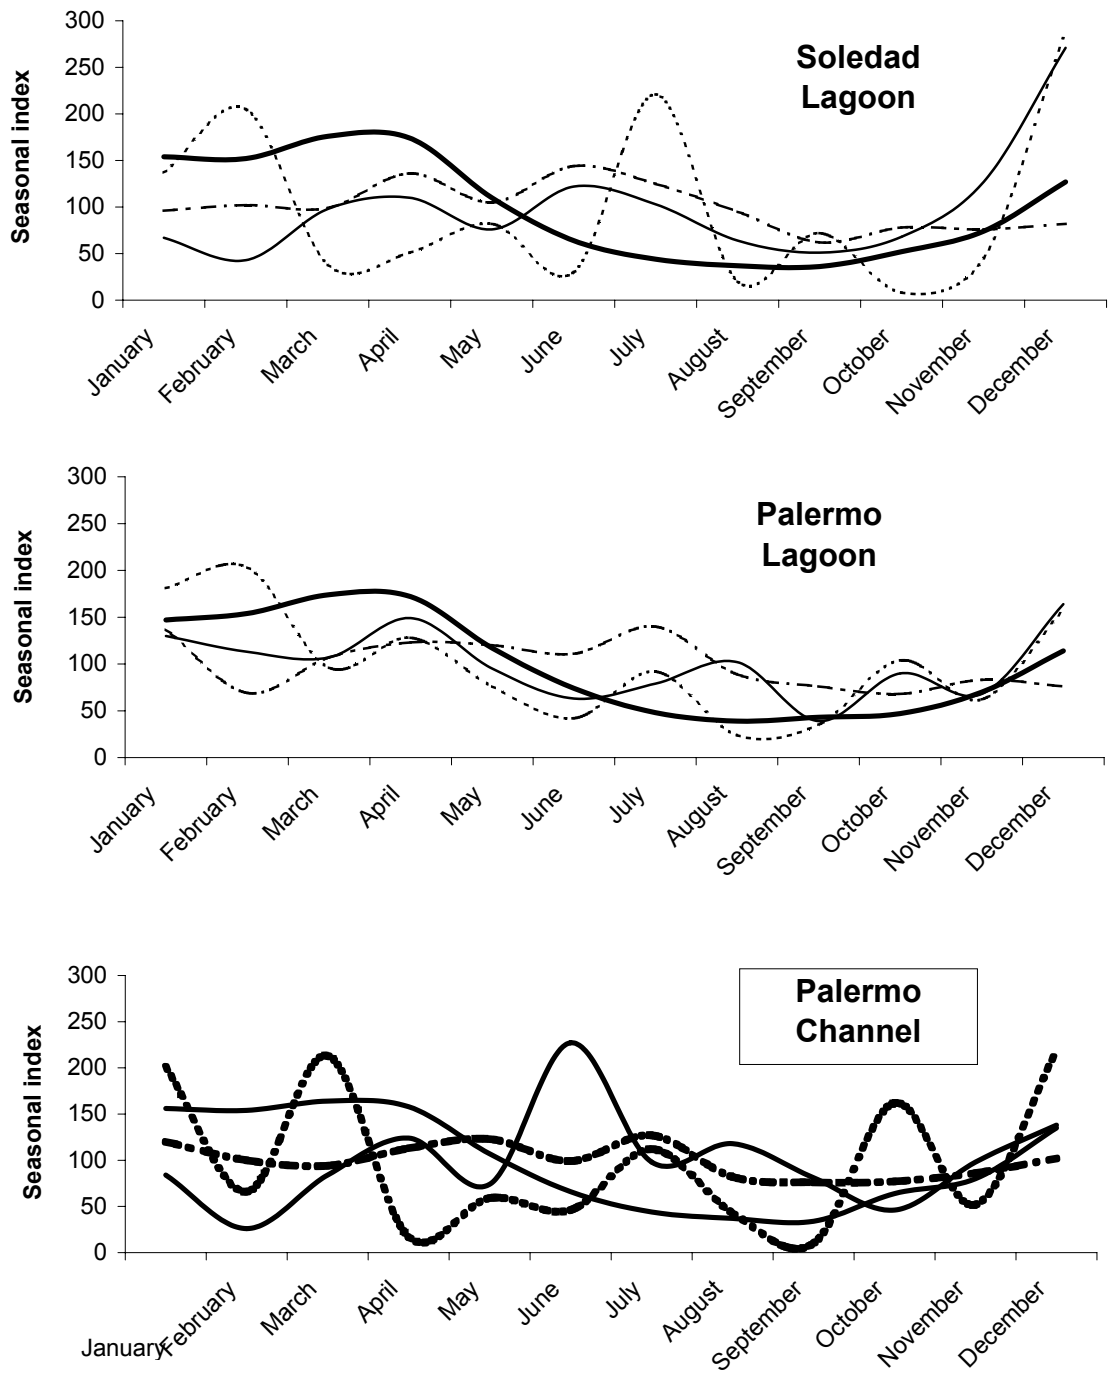 Soledad
Lagoon
Seasonal index
300
250
200
150
100
50
0
January
February
March
April
May
June
July
August
September
October
November
December
Palermo
Lagoon
Seasonal index
300
250
200
150
100
50
0
January
February
March
April
May
June
July
August
September
October
November
December
Palermo
Channel
Seasonal index
300
250
200
150
100
50
0
January
February
March
April
May
June
July
August
September
October
November
December